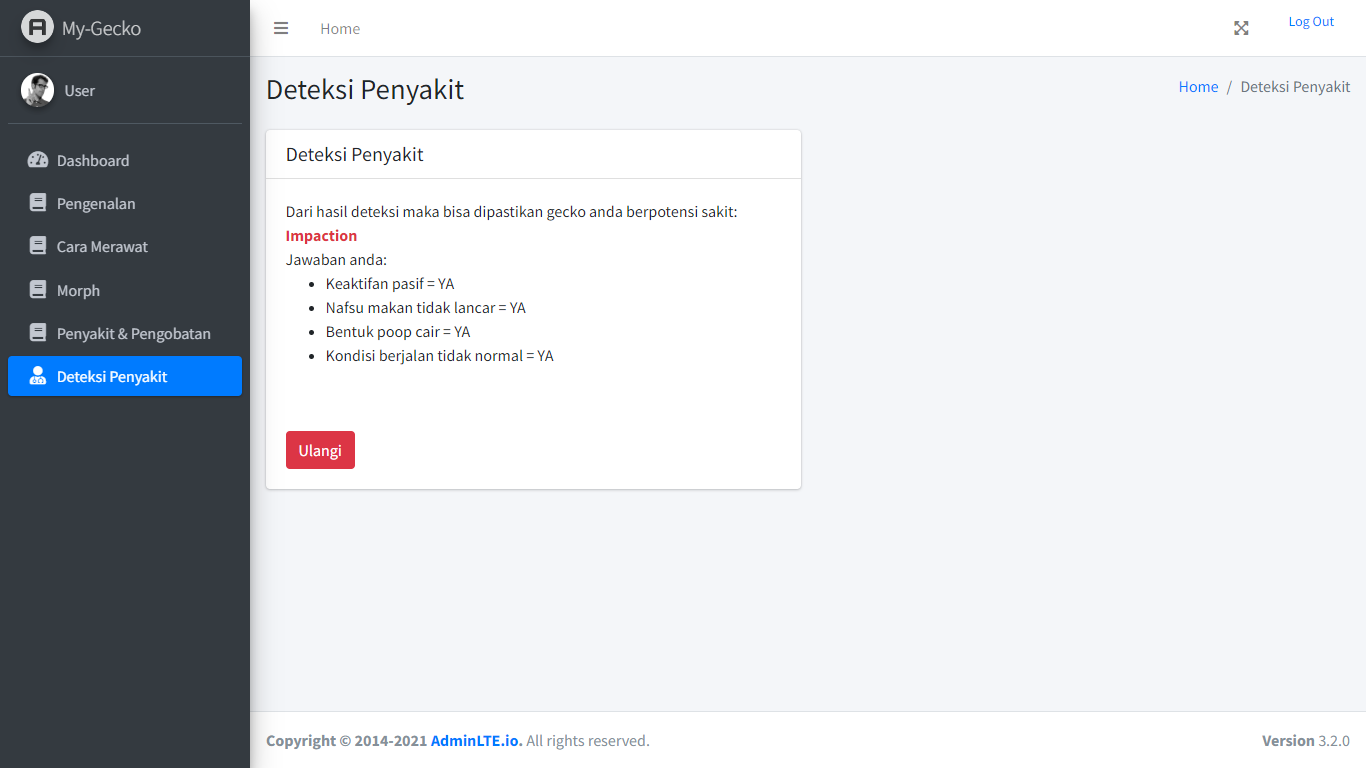 My-Gecko
Home
Log Out
User
Dashboard
Pengenalan
Cara Merawat
Morph
Penyakit & Pengobatan
Deteksi Penyakit
Deteksi Penyakit
Home / Deteksi Penyakit
Deteksi Penyakit
Dari hasil deteksi maka bisa dipastikan gecko anda berpotensi sakit:
Impaction
Jawaban anda:
• Keaktifan pasif = YA
• Nafsu makan tidak lancar = YA
• Bentuk poop cair = YA
• Kondisi berjalan tidak normal = YA
Ulangi
Copyright © 2014-2021 AdminLTE.io. All rights reserved.
Version 3.2.0